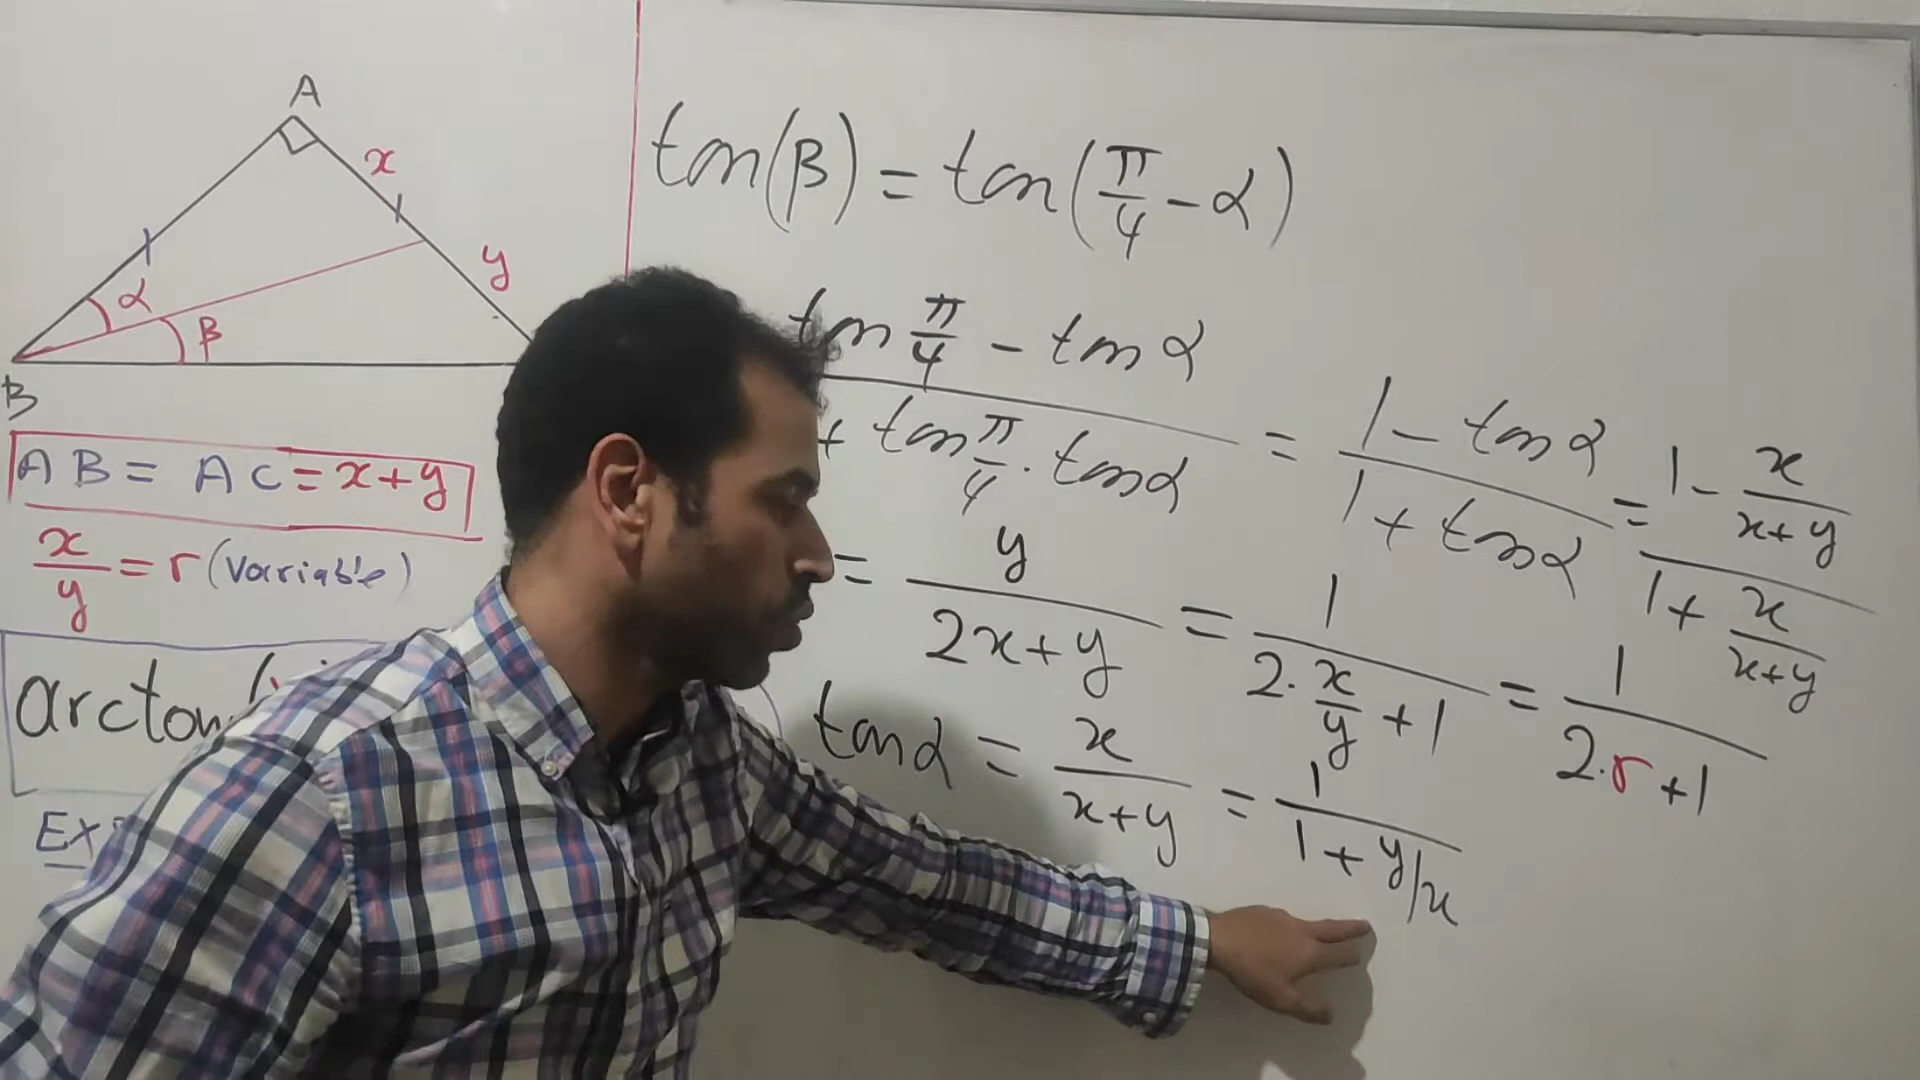 A
x
y
α
β
B
AB = AC = x+y
x/y = r (variable)
arctan(
Ex
tan(β) = tan(π/4 - α)
tan π/4 - tan α / + tan π/4 . tan α = 1 - tan α / 1 + tan α = 1 - x/x+y / 1 + x/x+y
= y / 2x+y = 1 / 2.x/y + 1 = 1 / 2.r + 1
tan α = x / x+y = 1 / 1 + y/x